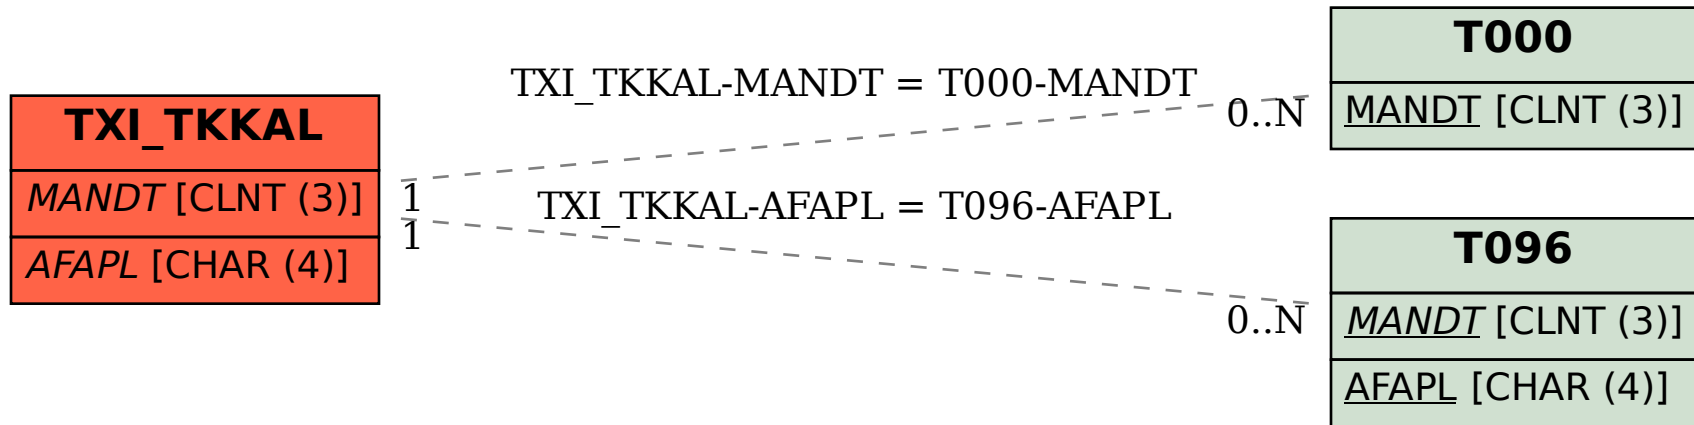 TXI_TKKAL
MANDT [CLNT (3)]
AFAPL [CHAR (4)]
TXI_TKKAL-MANDT = T000-MANDT
0..N
1
TXI_TKKAL-AFAPL = T096-AFAPL
1
0..N
T000
MANDT [CLNT (3)]
T096
MANDT [CLNT (3)]
AFAPL [CHAR (4)]